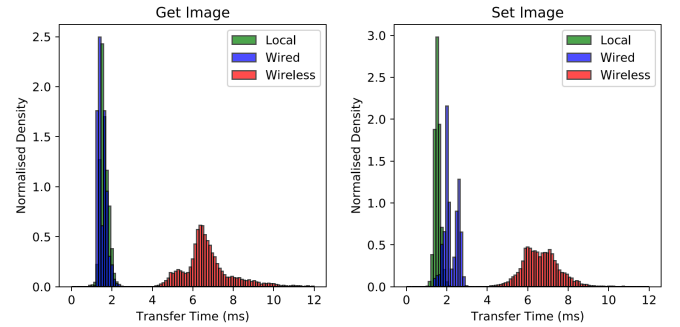 Get Image
Normalised Density
2.5
2.0
1.5
1.0
0.5
0.0
Local
Wired
Wireless
0 2 4 6 8 10 12
Transfer Time (ms)
Set Image
Normalised Density
3.0
2.5
2.0
1.5
1.0
0.5
0.0
Local
Wired
Wireless
0 2 4 6 8 10 12
Transfer Time (ms)